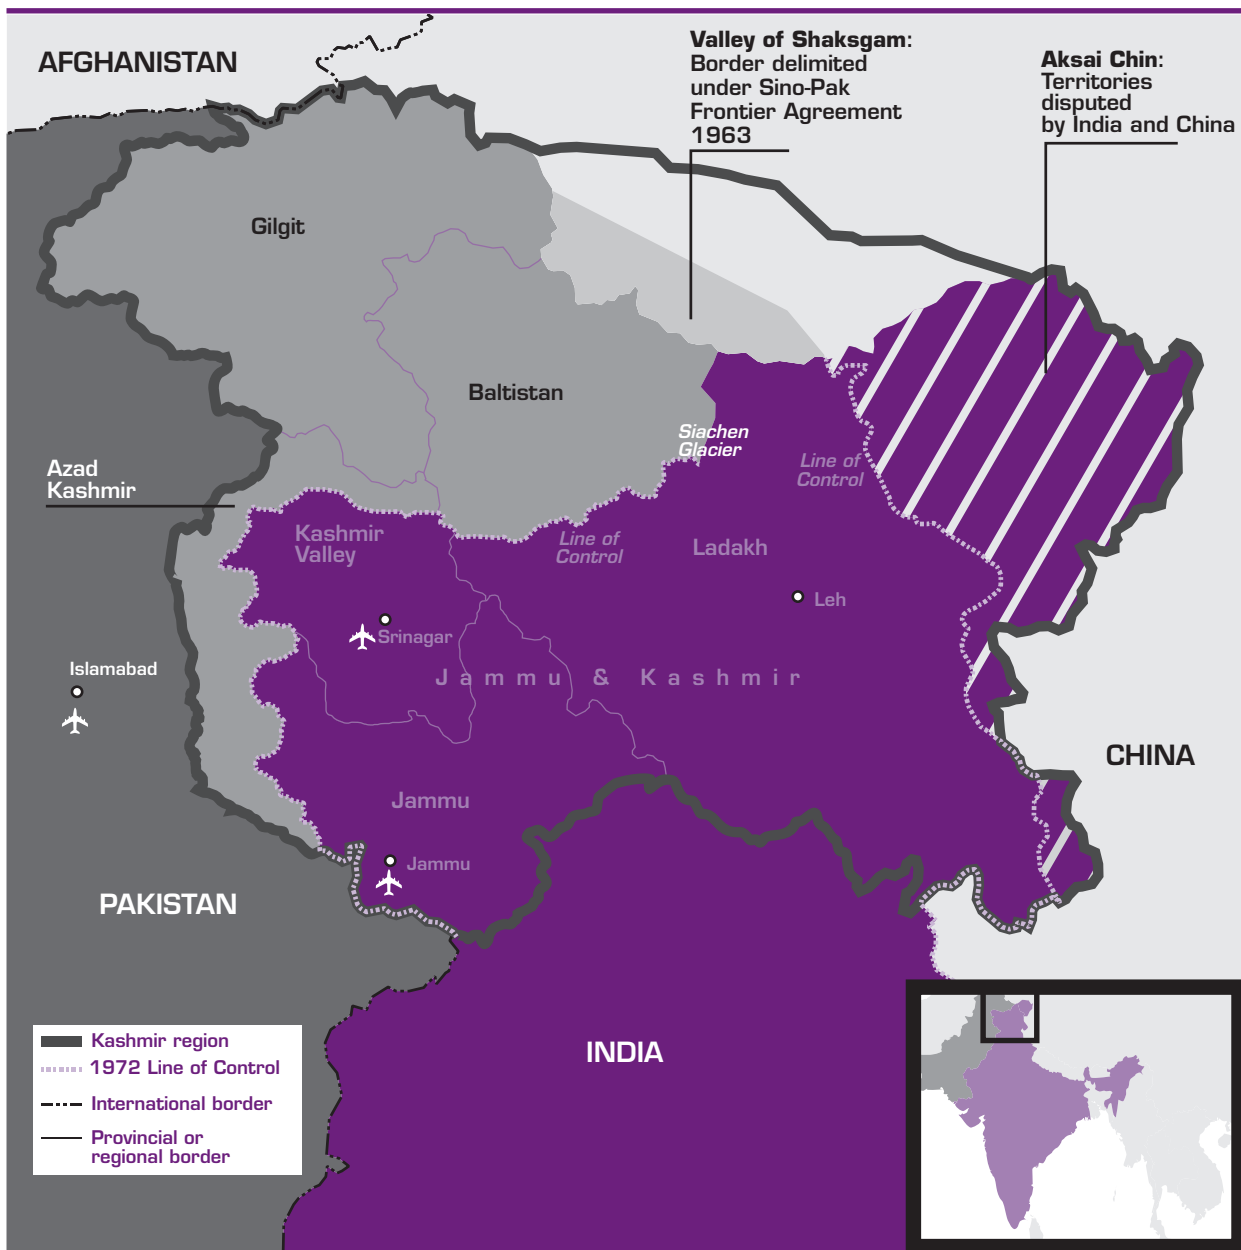 AFGHANISTAN
Valley of Shaksgam:
Border delimited
under Sino-Pak
Frontier Agreement
1963
Aksai Chin:
Territories
disputed
by India and China
Gilgit
Baltistan
Siachen
Glacier
Line of
Control
Azad
Kashmir
Kashmir
Valley
Line of
Control
Ladakh
Leh
Srinagar
Islamabad
Jammu & Kashmir
CHINA
Jammu
Jammu
PAKISTAN
INDIA
Kashmir region
1972 Line of Control
International border
Provincial or
regional border